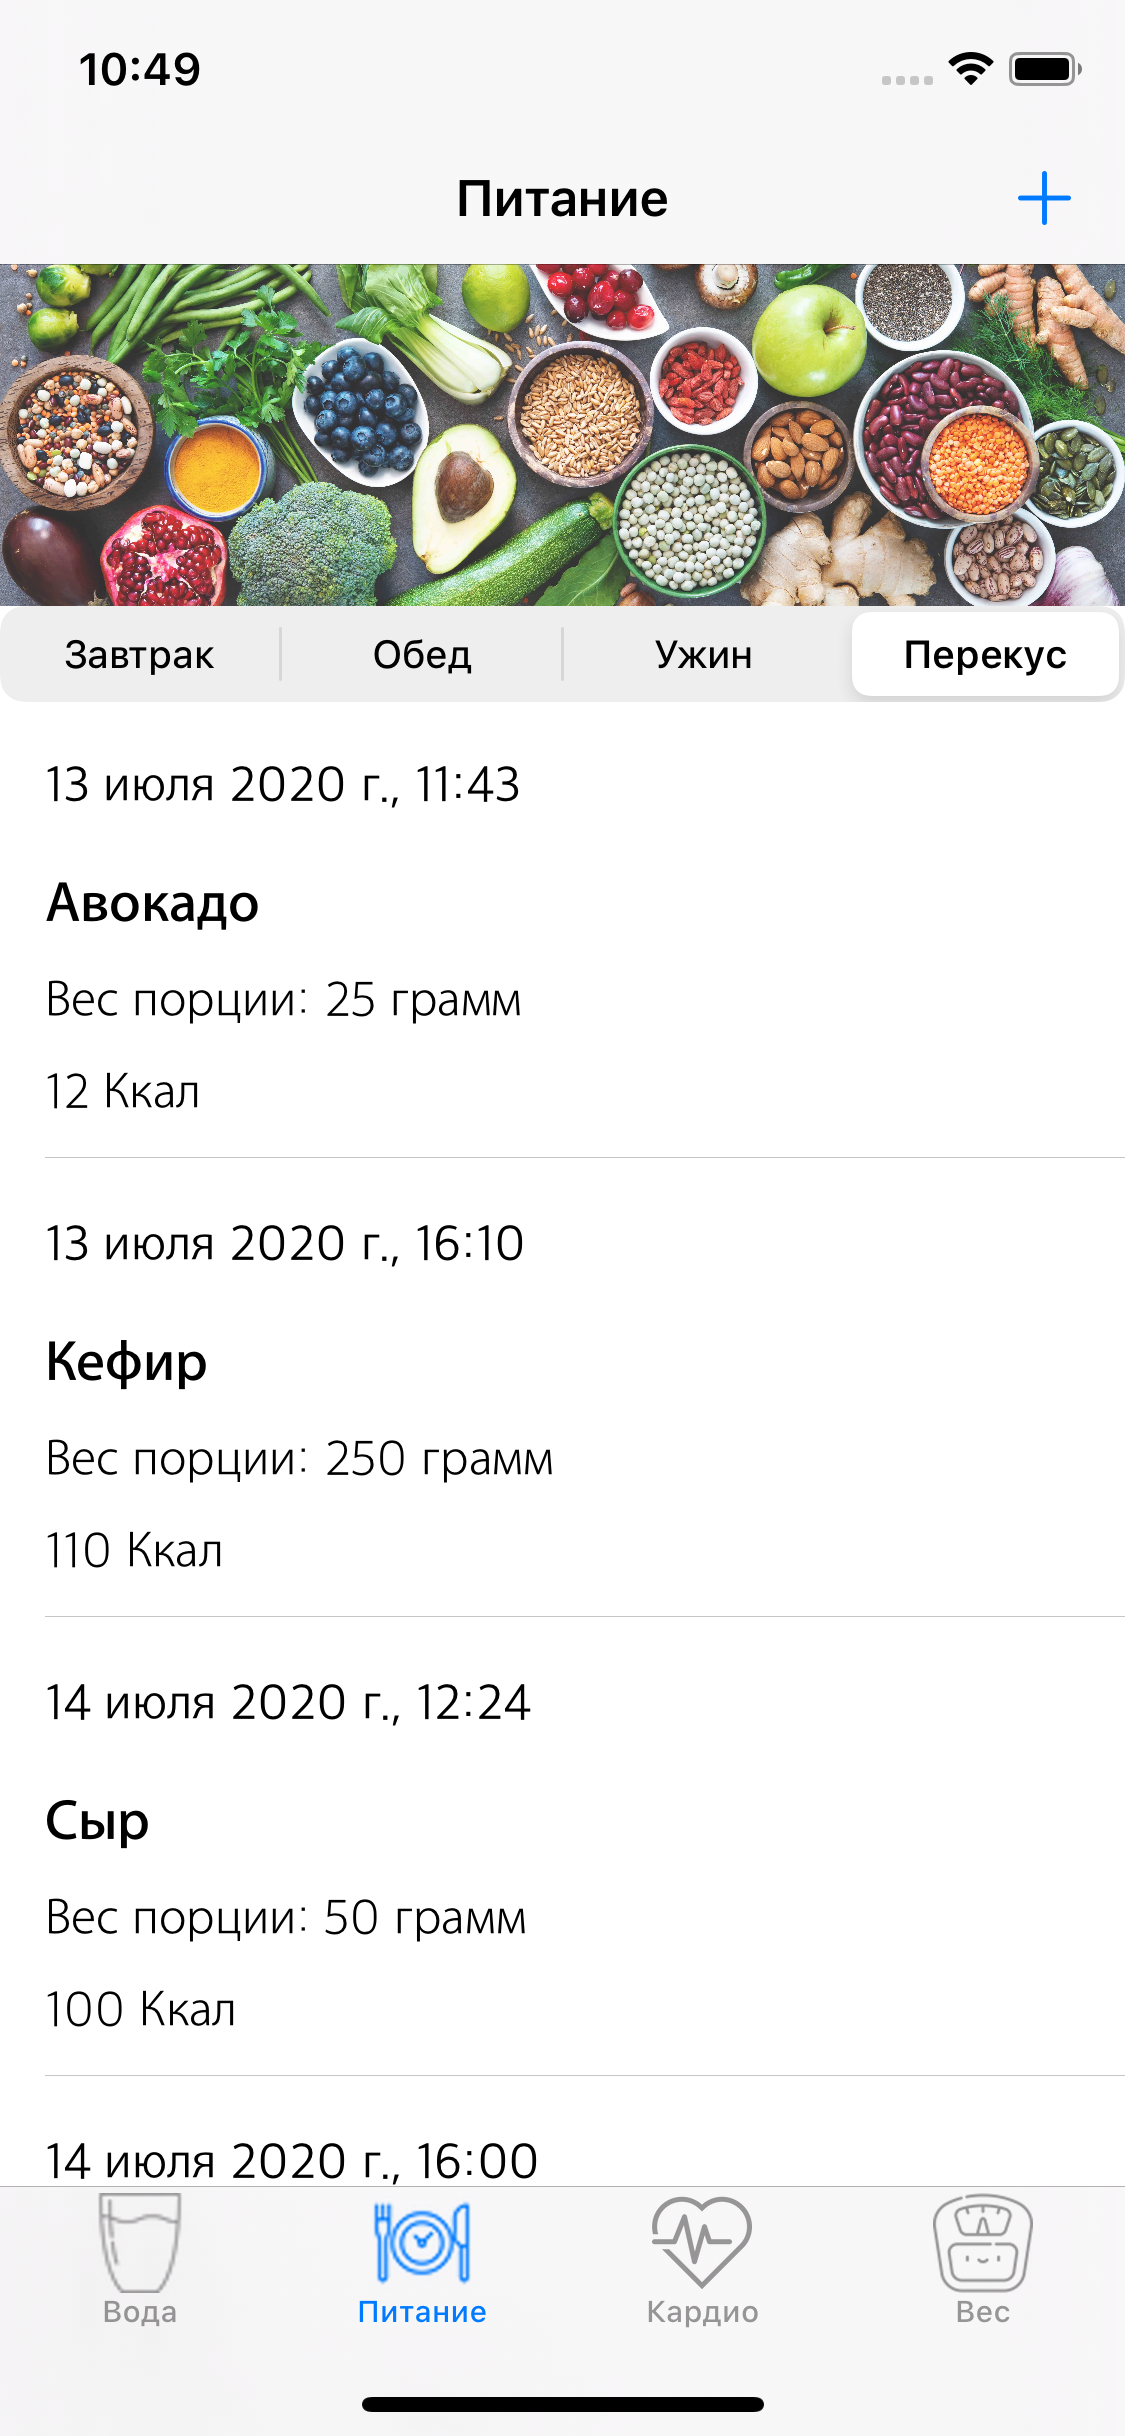 10:49
Питание
Завтрак Обед Ужин Перекус
13 июля 2020 г., 11:43
Авокадо
Вес порции: 25 грамм
12 Ккал
13 июля 2020 г., 16:10
Кефир
Вес порции: 250 грамм
110 Ккал
14 июля 2020 г., 12:24
Сыр
Вес порции: 50 грамм
100 Ккал
14 июля 2020 г., 16:00
Вода Питание Кардио Вес